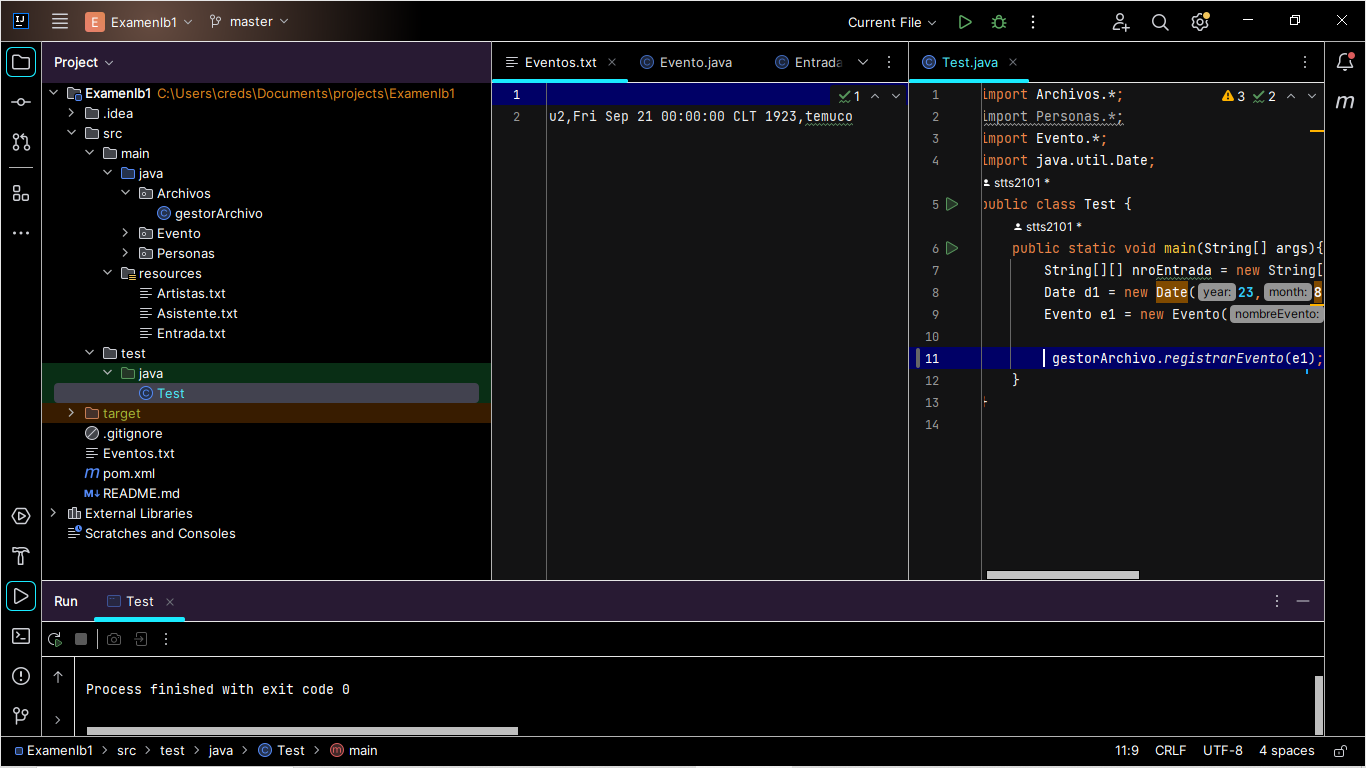 E Examenlb1 master Current File
Project
Examenlb1 C:\Users\creds\Documents\projects\Examenlb1
.idea
src
main
java
Archivos
gestorArchivo
Evento
Personas
resources
Artistas.txt
Asistente.txt
Entrada.txt
test
java
Test
target
.gitignore
Eventos.txt
pom.xml
README.md
External Libraries
Scratches and Consoles
Eventos.txt Evento.java Entrada
1
1
2 u2,Fri Sep 21 00:00:00 CLT 1923,temuco
Test.java
3 2
1 import Archivos.*;
2 import Personas.*;
3 import Evento.*;
4 import java.util.Date;
stts2101 *
5 public class Test {
stts2101 *
6 public static void main(String[] args){
7 String[][] nroEntrada = new String[
8 Date d1 = new Date( year: 23, month: 8
9 Evento e1 = new Evento( nombreEvento:
10
11 gestorArchivo.registrarEvento(e1);
12 }
13 }
14
Run Test
Process finished with exit code 0
Examenlb1 > src > test > java > Test > main 11:9 CRLF UTF-8 4 spaces